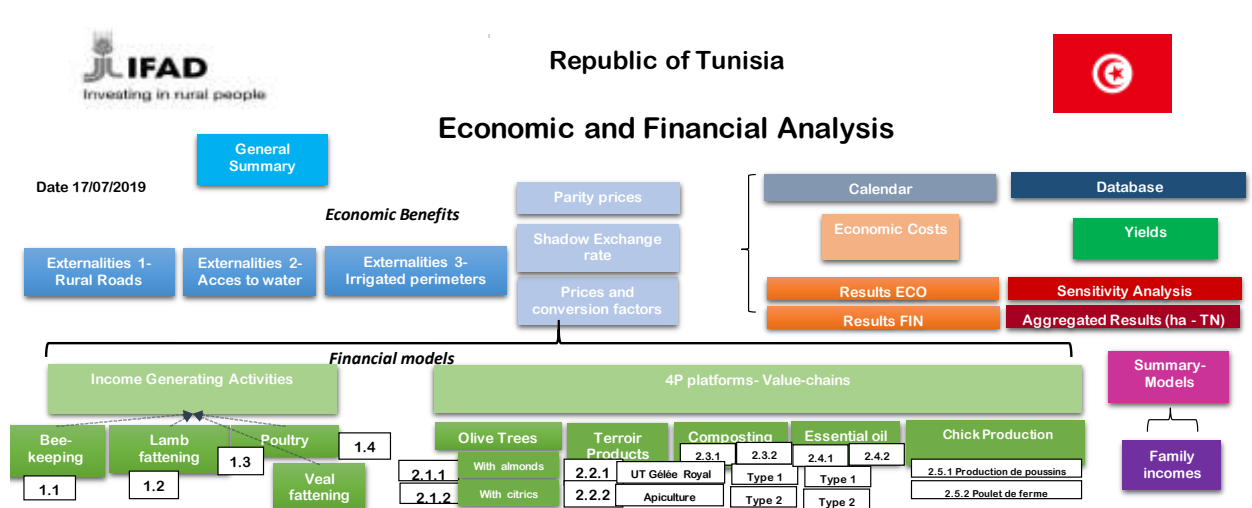 IFAD
Investing in rural people
Republic of Tunisia
Economic and Financial Analysis
General
Summary
Date 17/07/2019
Economic Benefits
Externalities 1-
Rural Roads
Externalities 2-
Acces to water
Externalities 3-
Irrigated perimeters
Parity prices
Shadow Exchange
rate
Prices and
conversion factors
Calendar
Database
Economic Costs
Yields
Results ECO
Sensitivity Analysis
Results FIN
Aggregated Results (ha - TN)
Financial models
Income Generating Activities
4P platforms- Value-chains
Summary-
Models
Bee-
keeping
1.1
Lamb
fattening
1.2
Poultry
1.3
1.4
Veal
fattening
Olive Trees
2.1.1
With almonds
2.1.2
With citrics
Terroir
Products
2.2.1
UT Gélée Royal
2.2.2
Apiculture
Composting
2.3.1
2.3.2
Type 1
Type 2
Essential oil
2.4.1
2.4.2
Type 1
Type 2
Chick Production
2.5.1 Production de poussins
2.5.2 Poulet de ferme
Family
incomes